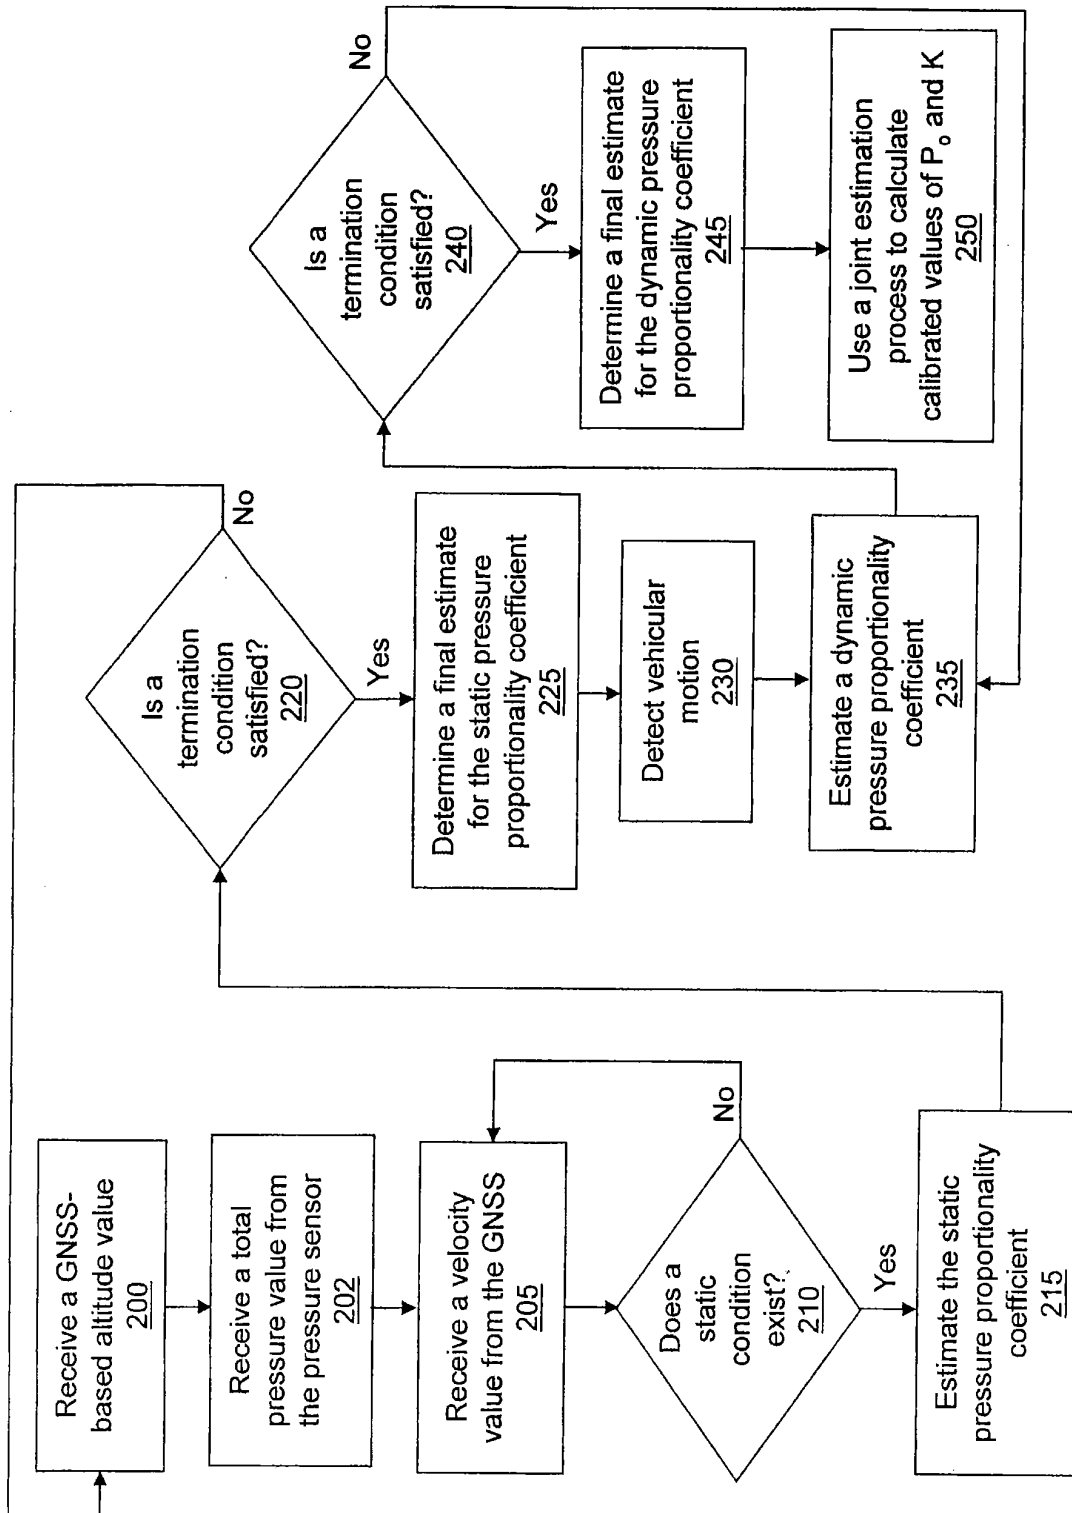 Receive a GNSS-
based altitude value
200
Receive a total
pressure value from
the pressure sensor
202
Receive a velocity
value from the GNSS
205
Does a
static
condition
exist?
210
No
Yes
Estimate the static
pressure proportionality
coefficient
215
Is a
termination
condition
satisfied?
220
No
Yes
Determine a final estimate
for the static pressure
proportionality coefficient
225
Detect vehicular
motion
230
Estimate a dynamic
pressure proportionality
coefficient
235
Is a
termination
condition
satisfied?
240
No
Yes
Determine a final estimate
for the dynamic pressure
proportionality coefficient
245
Use a joint estimation
process to calculate
calibrated values of P₀ and K
250